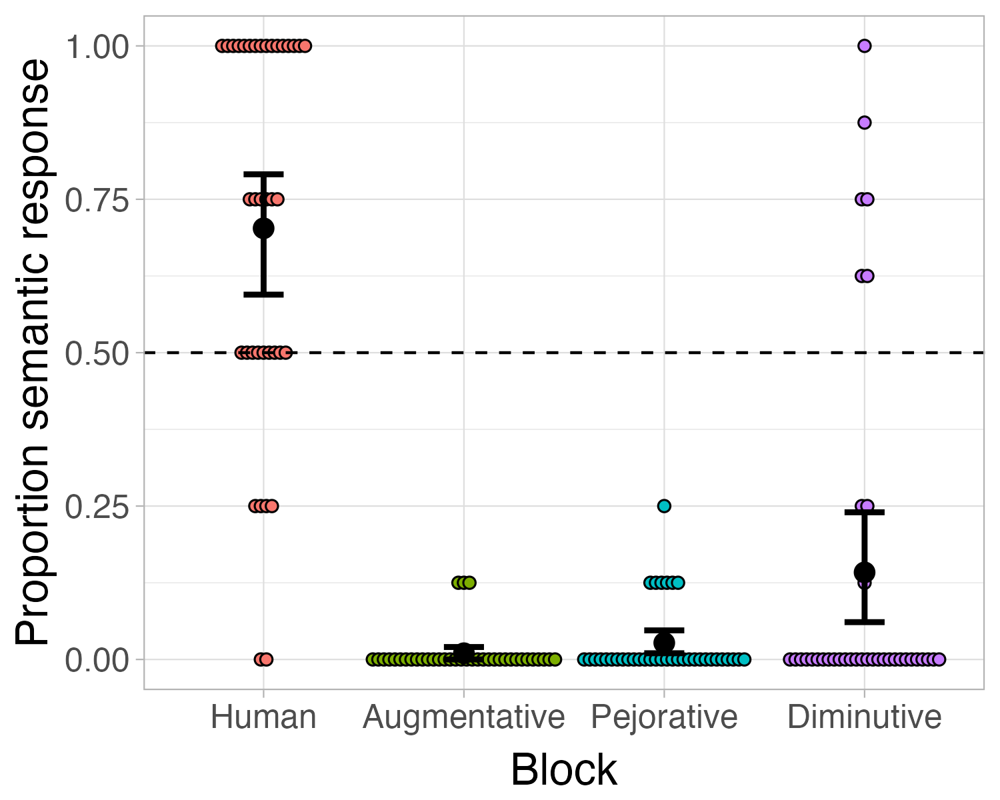 Proportion semantic response
1.00
0.75
0.50
0.25
0.00
Human Augmentative Pejorative Diminutive
Block